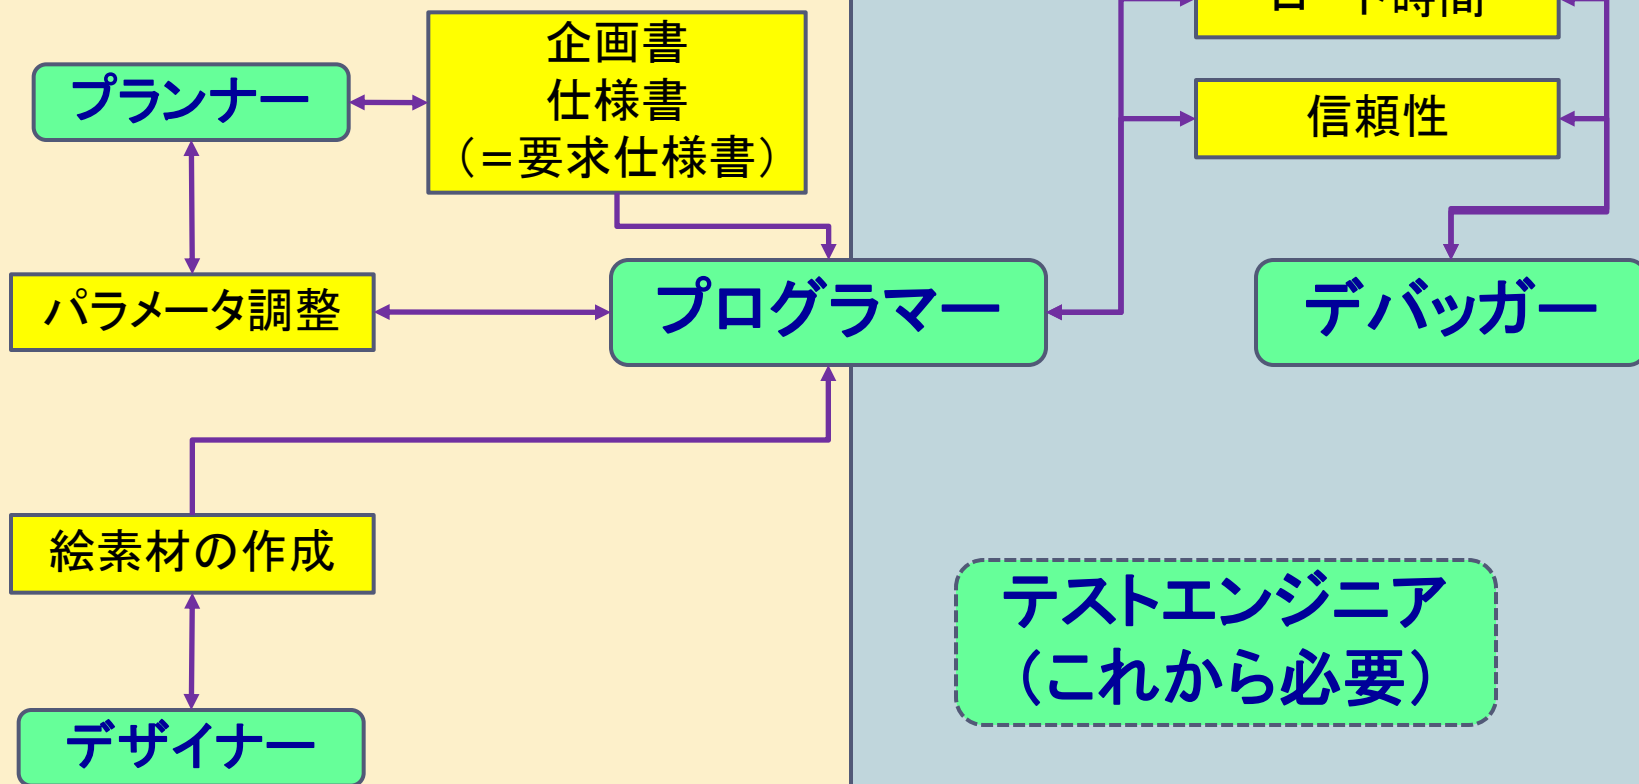 企画書
仕様書
（=要求仕様書）
プランナー
信頼性
パラメータ調整
プログラマー
デバッガー
絵素材の作成
テストエンジニア
（これから必要）
デザイナー